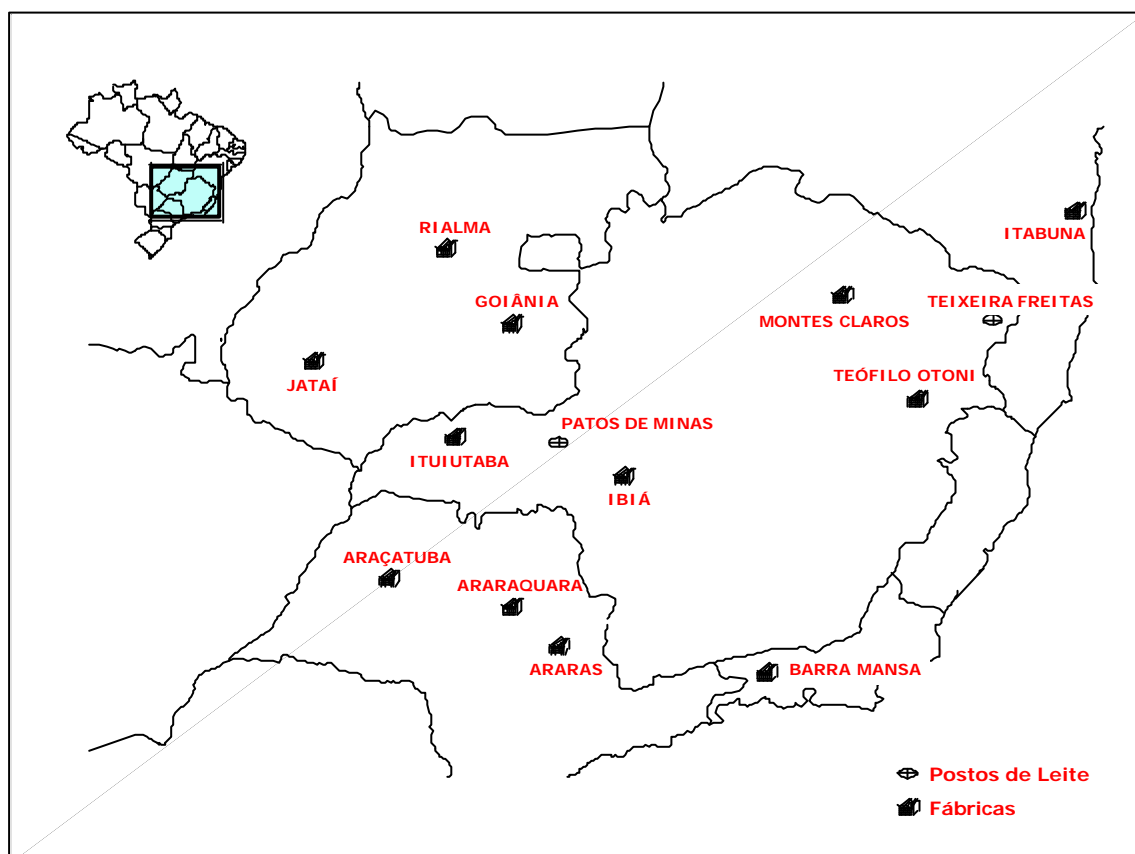 RIALMA
ITABUNA
GOIÂNIA
TEIXEIRA FREITAS
MONTES CLAROS
JATAÍ
TEÓFILO OTONI
PATOS DE MINAS
ITUIUTABA
IBIÁ
ARAÇATUBA
ARARAQUARA
ARARAS
BARRA MANSA
Postos de Leite
Fábricas